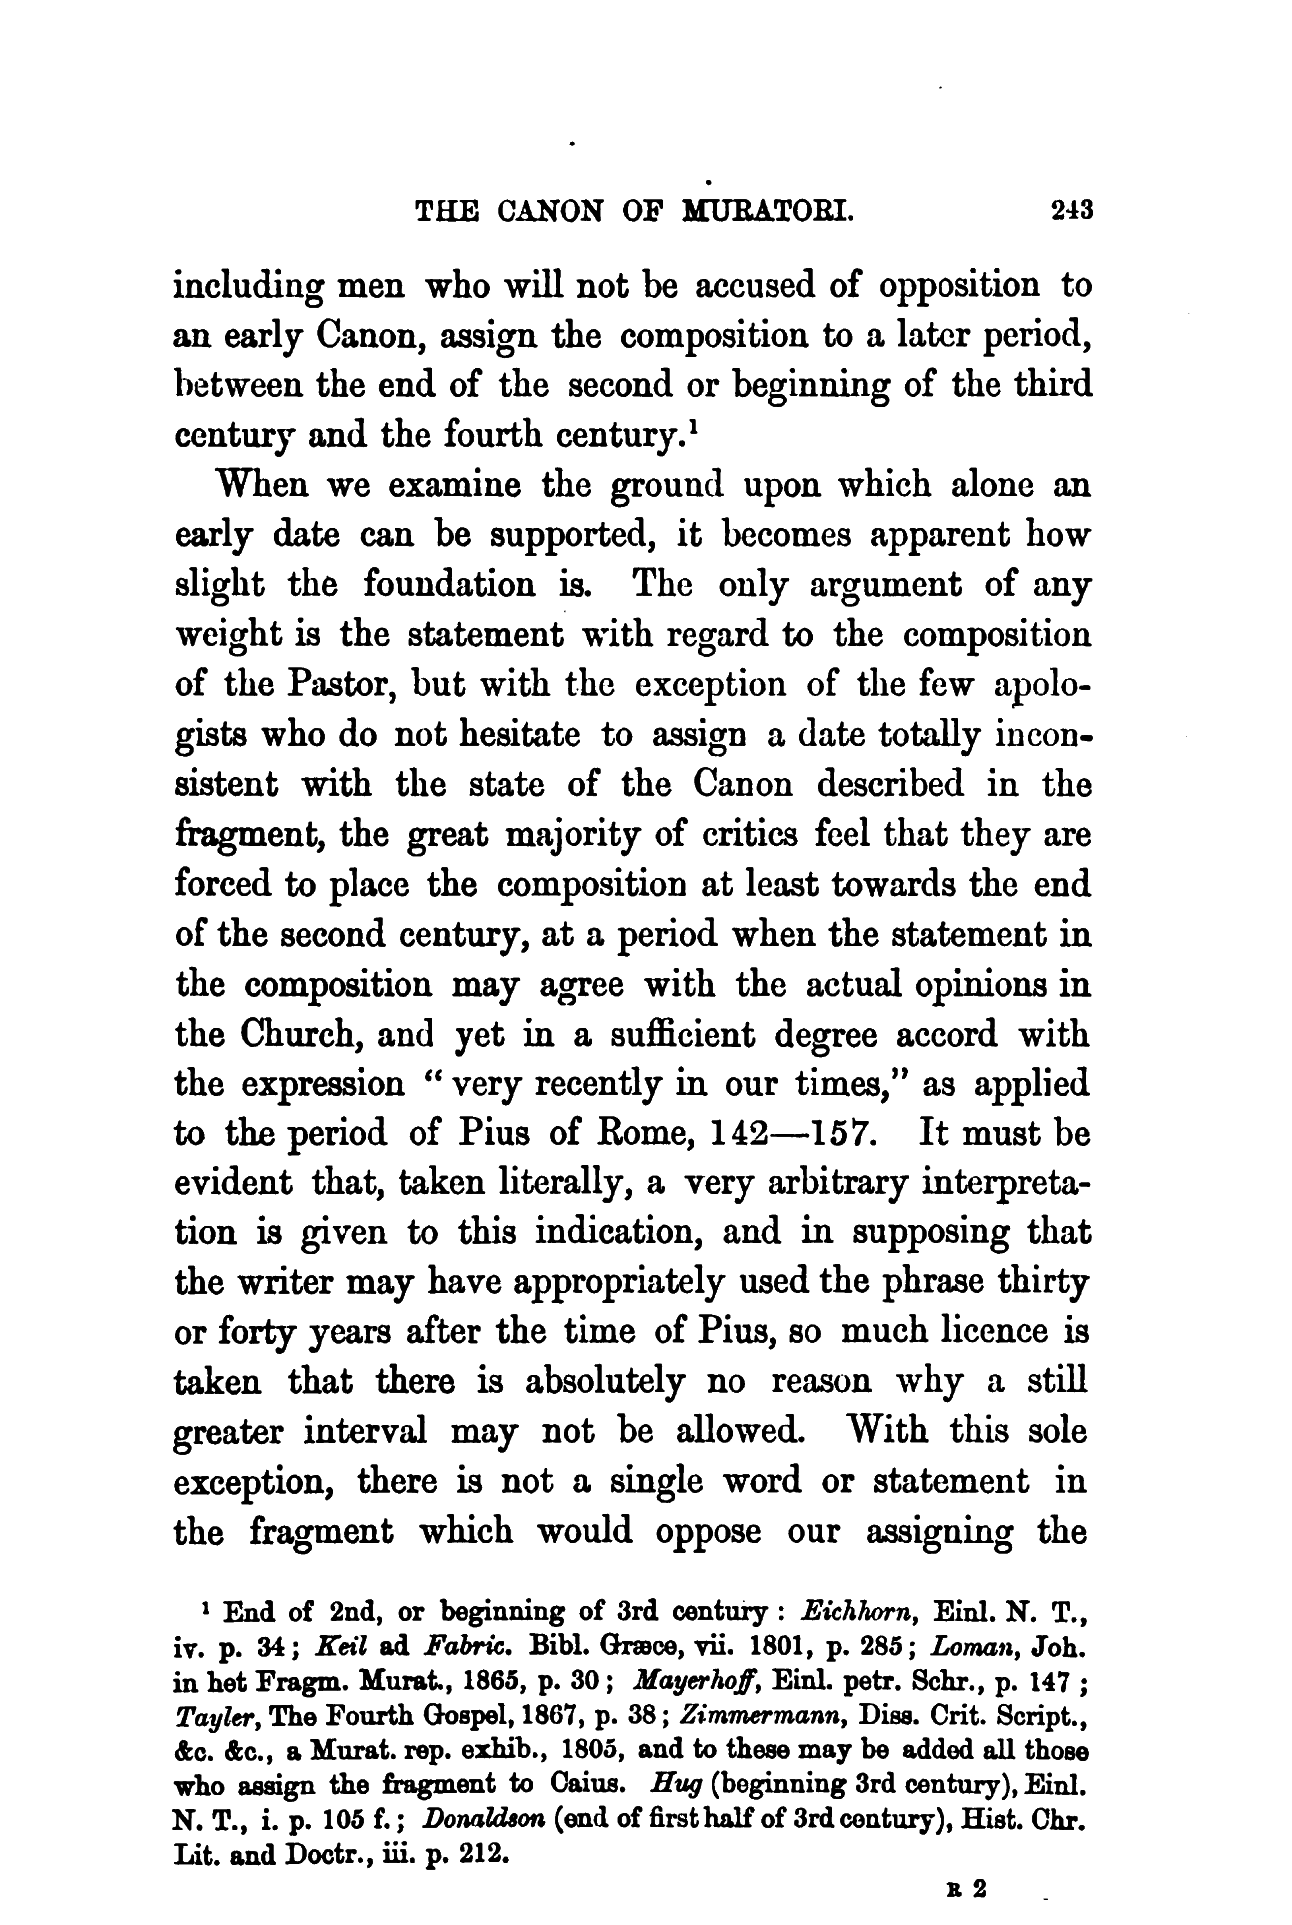 THE CANON OF MURATORI. 243
including men who will not be accused of opposition to
an early Canon, assign the composition to a later period,
between the end of the second or beginning of the third
century and the fourth century.¹
When we examine the ground upon which alone an
early date can be supported, it becomes apparent how
slight the foundation is. The only argument of any
weight is the statement with regard to the composition
of the Pastor, but with the exception of the few apolo-
gists who do not hesitate to assign a date totally incon-
sistent with the state of the Canon described in the
fragment, the great majority of critics feel that they are
forced to place the composition at least towards the end
of the second century, at a period when the statement in
the composition may agree with the actual opinions in
the Church, and yet in a sufficient degree accord with
the expression “very recently in our times,” as applied
to the period of Pius of Rome, 142—157. It must be
evident that, taken literally, a very arbitrary interpreta-
tion is given to this indication, and in supposing that
the writer may have appropriately used the phrase thirty
or forty years after the time of Pius, so much licence is
taken that there is absolutely no reason why a still
greater interval may not be allowed. With this sole
exception, there is not a single word or statement in
the fragment which would oppose our assigning the
¹ End of 2nd, or beginning of 3rd century : Eichhorn, Einl. N. T.,
iv. p. 34 ; Keil ad Fabric. Bibl. Græce, vii. 1801, p. 285 ; Loman, Joh.
in het Fragm. Murat., 1865, p. 30 ; Mayerhoff, Einl. petr. Schr., p. 147 ;
Tayler, The Fourth Gospel, 1867, p. 38 ; Zimmermann, Diss. Crit. Script.,
&c. &c., a Murat. rep. exhib., 1805, and to these may be added all those
who assign the fragment to Caius. Hug (beginning 3rd century), Einl.
N. T., i. p. 105 f. ; Donaldson (end of first half of 3rd century), Hist. Chr.
Lit. and Doctr., iii. p. 212.
R 2